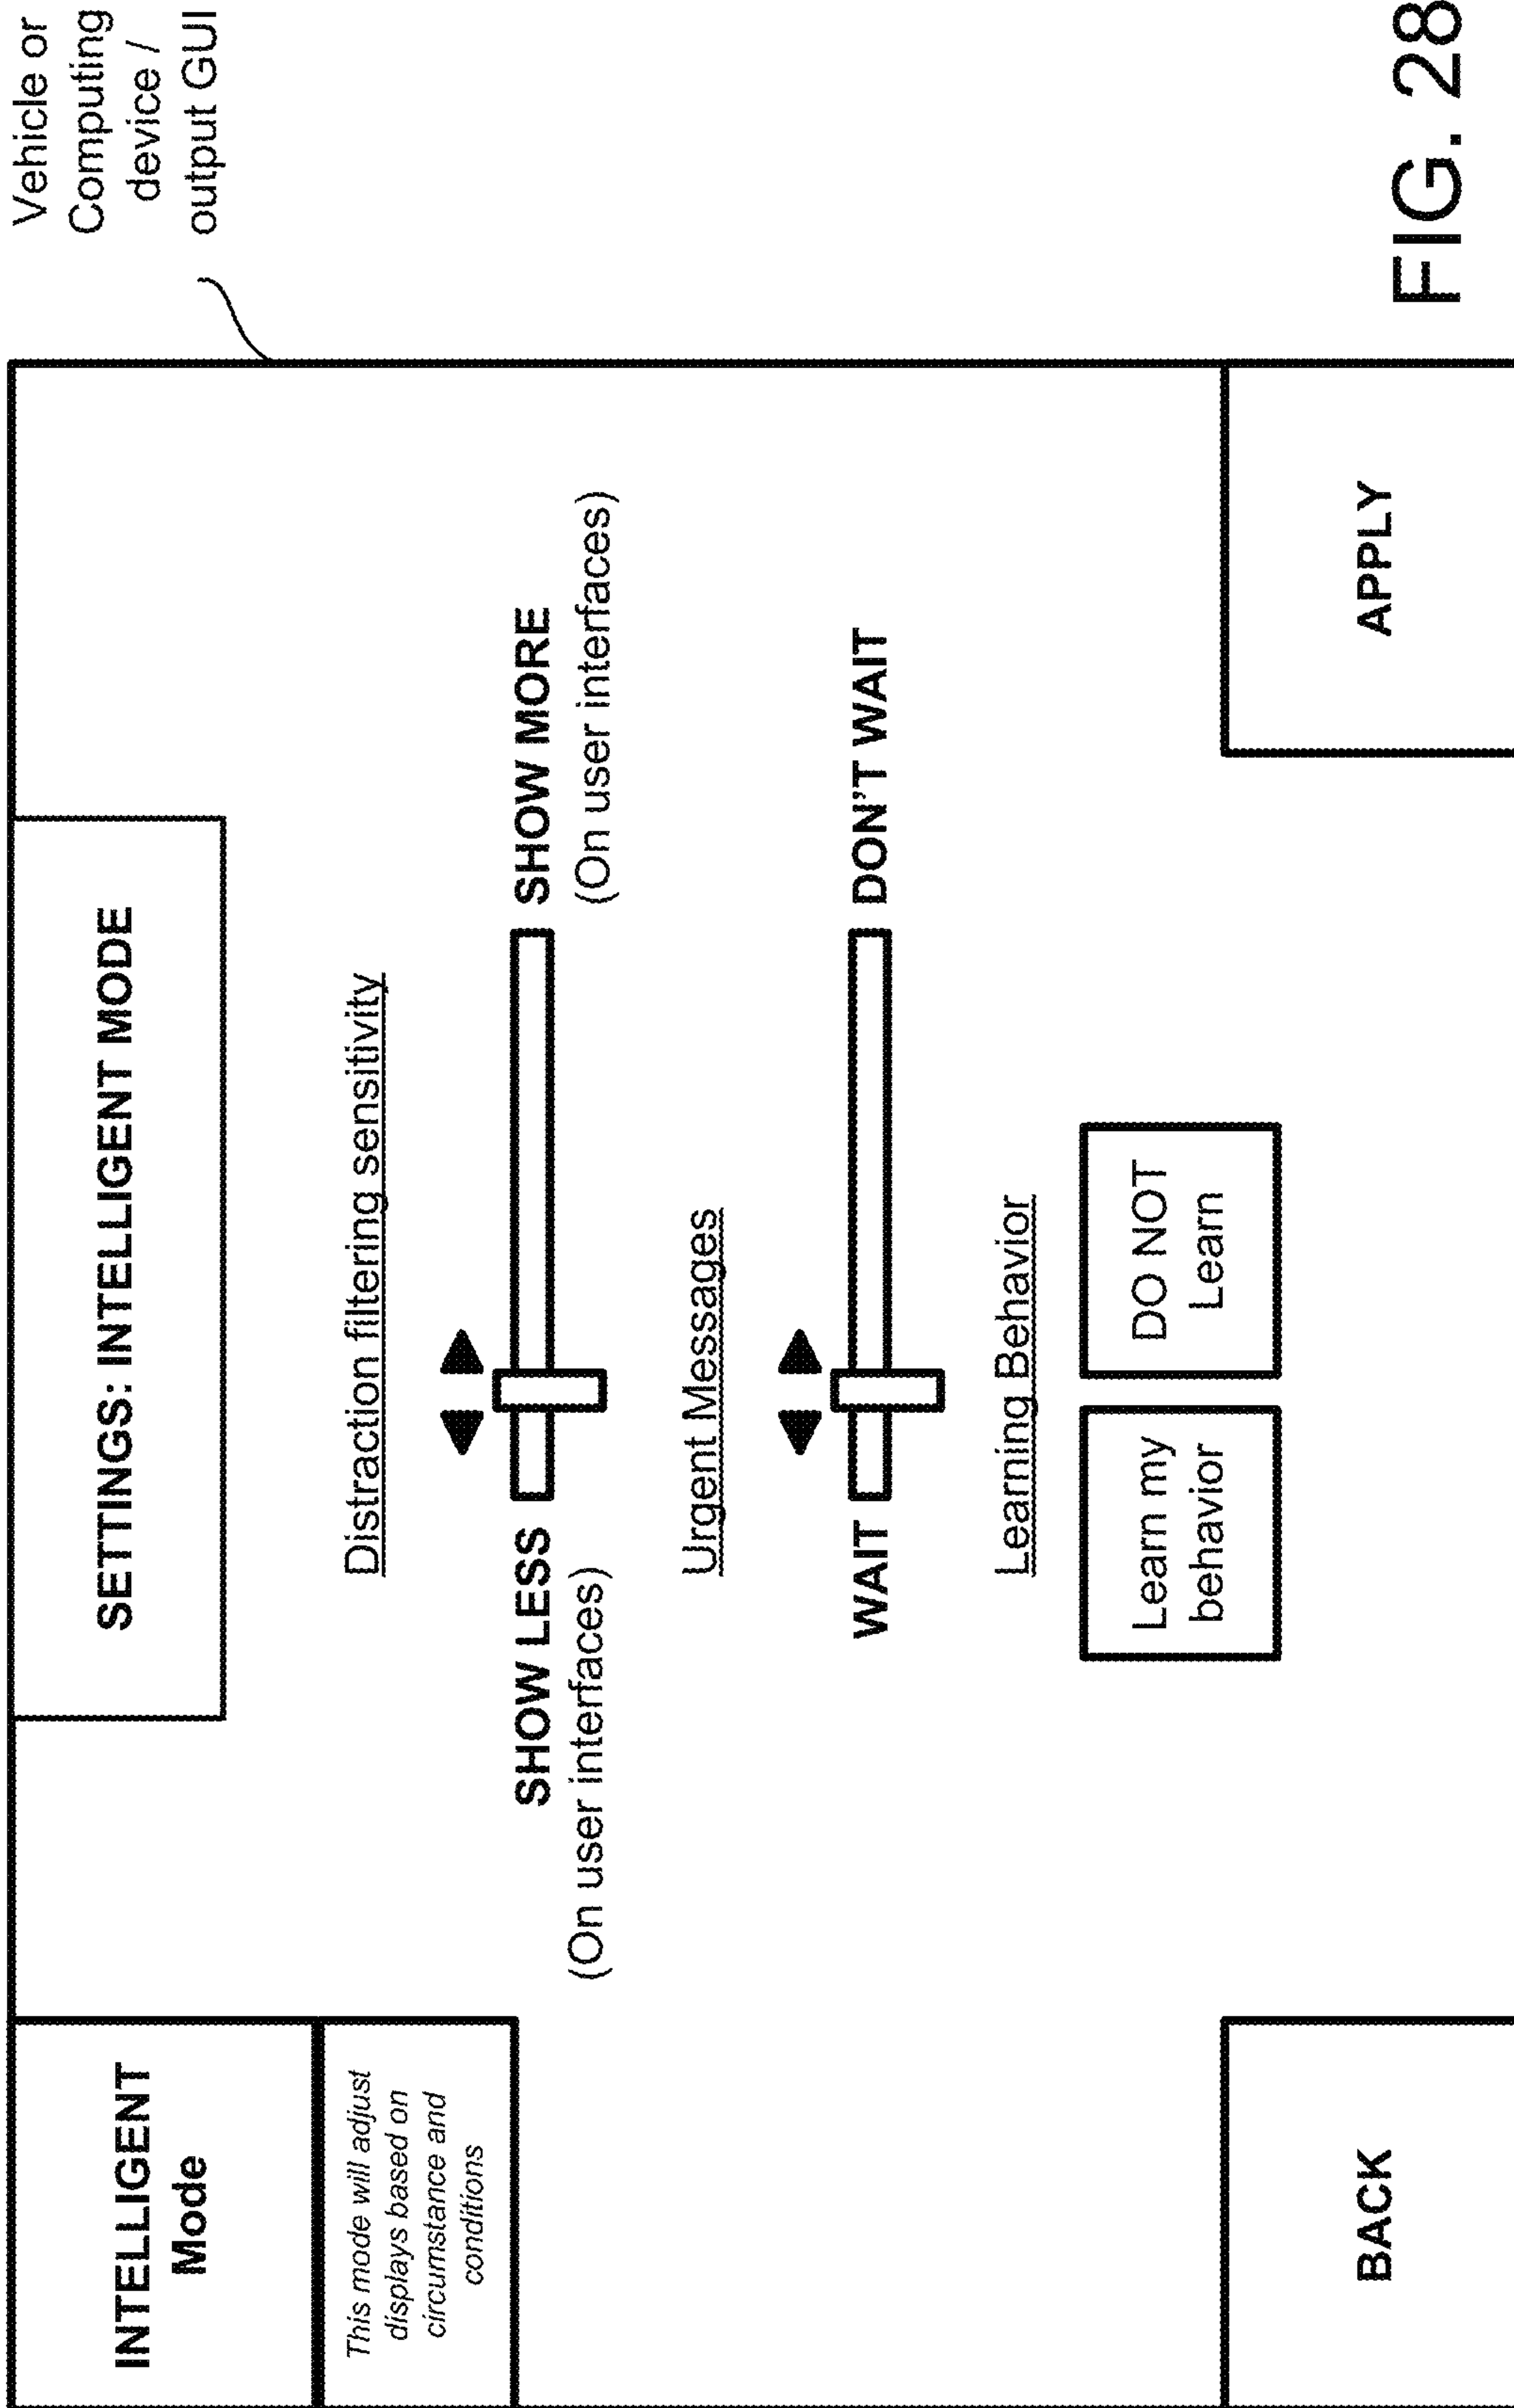 Vehicle or
Computing
device /
output GUI
INTELLIGENT
Mode
This mode will adjust
displays based on
circumstance and
conditions
SETTINGS: INTELLIGENT MODE
Distraction filtering sensitivity
SHOW LESS
(On user interfaces)
SHOW MORE
(On user interfaces)
Urgent Messages
WAIT
DON'T WAIT
Learning Behavior
Learn my
behavior
DO NOT
Learn
BACK
APPLY
FIG. 28